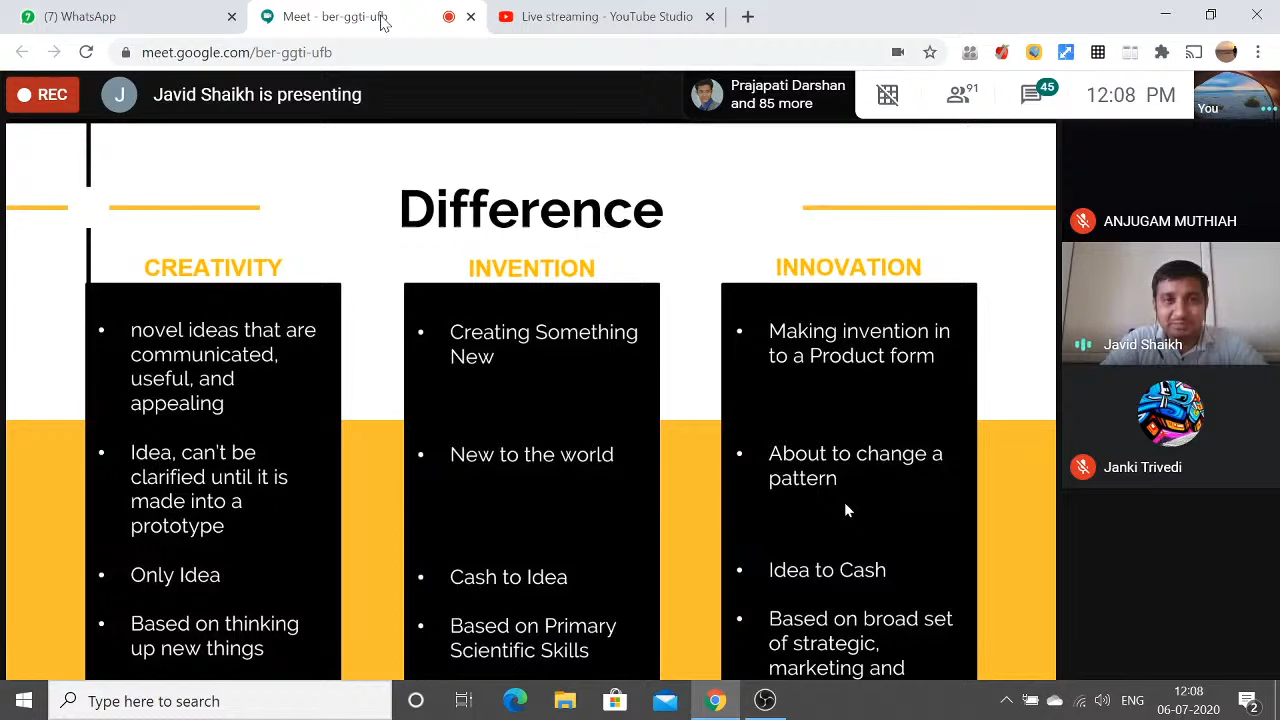 (7) WhatsApp
Meet - ber-ggti-ufb
Live streaming - YouTube Studio
meet.google.com/ber-ggti-ufb
REC
J
Javid Shaikh is presenting
Prajapati Darshan
and 85 more
91
45
12:08 PM
You
Difference
CREATIVITY
• novel ideas that are
communicated,
useful, and
appealing
• Idea, can't be
clarified until it is
made into a
prototype
• Only Idea
• Based on thinking
up new things
INVENTION
• Creating Something
New
• New to the world
• Cash to Idea
• Based on Primary
Scientific Skills
INNOVATION
• Making invention in
to a Product form
• About to change a
pattern
• Idea to Cash
• Based on broad set
of strategic,
marketing and
ANJUGAM MUTHIAH
Javid Shaikh
Janki Trivedi
Type here to search
ENG
12:08
06-07-2020
2